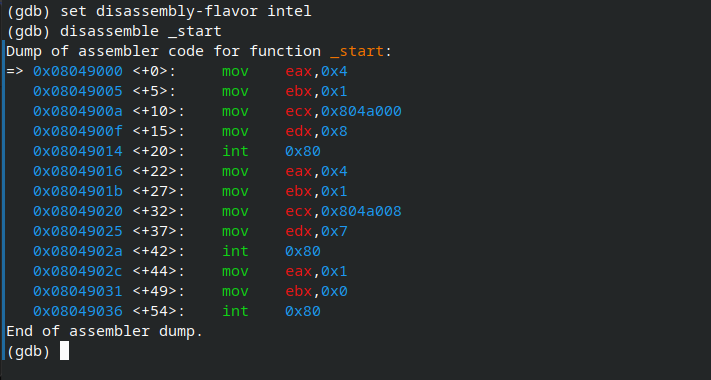 (gdb) set disassembly-flavor intel
(gdb) disassemble _start
Dump of assembler code for function _start:
=> 0x08049000 <+0>:     mov    eax,0x4
   0x08049005 <+5>:     mov    ebx,0x1
   0x0804900a <+10>:    mov    ecx,0x804a000
   0x0804900f <+15>:    mov    edx,0x8
   0x08049014 <+20>:    int    0x80
   0x08049016 <+22>:    mov    eax,0x4
   0x0804901b <+27>:    mov    ebx,0x1
   0x08049020 <+32>:    mov    ecx,0x804a008
   0x08049025 <+37>:    mov    edx,0x7
   0x0804902a <+42>:    int    0x80
   0x0804902c <+44>:    mov    eax,0x1
   0x08049031 <+49>:    mov    ebx,0x0
   0x08049036 <+54>:    int    0x80
End of assembler dump.
(gdb)